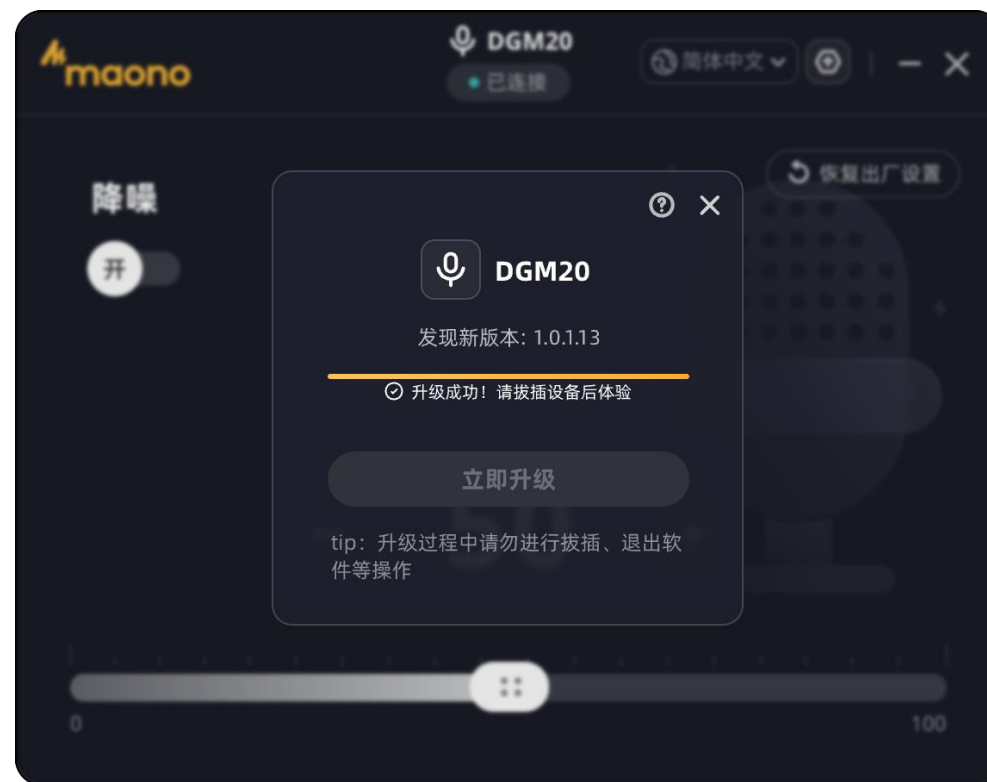 maono
DGM20
已连接
简体中文
恢复出厂设置
降噪
开
DGM20
发现新版本: 1.0.1.13
升级成功！请拔插设备后体验
立即升级
50
tip：升级过程中请勿进行拔插、退出软
件等操作
0
100